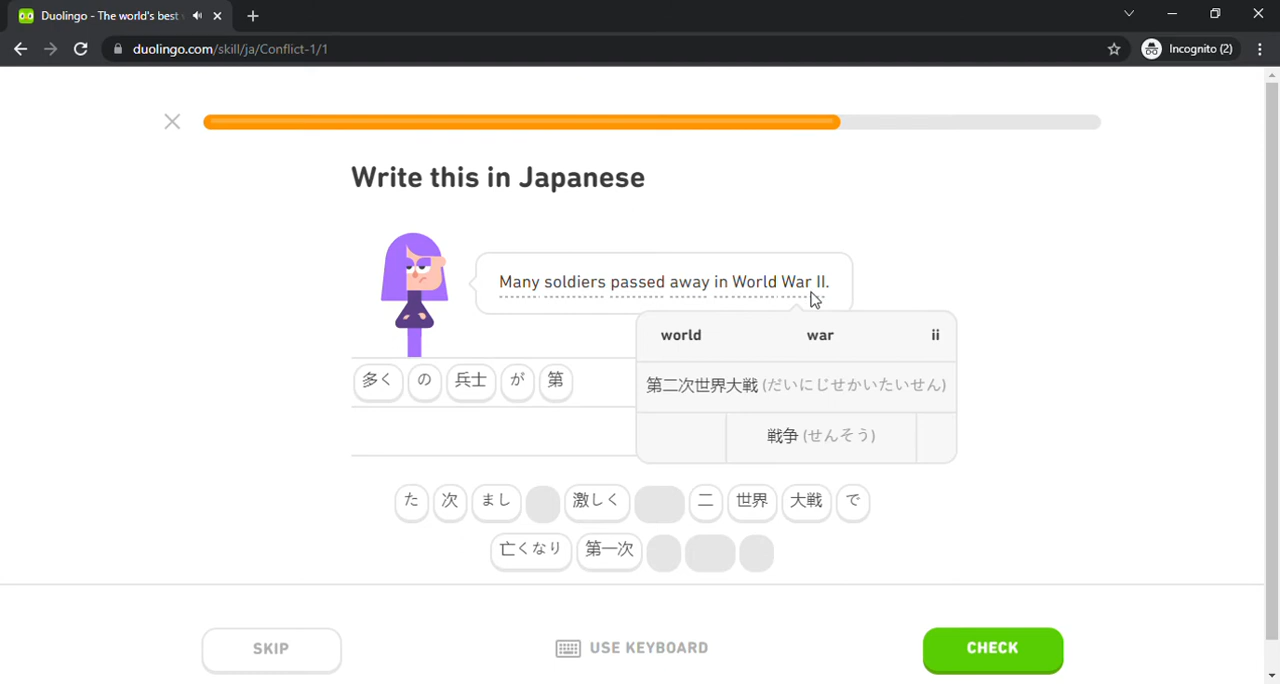 Duolingo - The world's best
duolingo.com/skill/ja/Conflict-1/1
Incognito (2)
Write this in Japanese
Many soldiers passed away in World War II.
world war ii
第二次世界大戦 (だいにじせかいたいせん)
戦争 (せんそう)
多く の 兵士 が 第
た 次 まし 激しく 二 世界 大戦 で
亡くなり 第一次
SKIP
USE KEYBOARD
CHECK